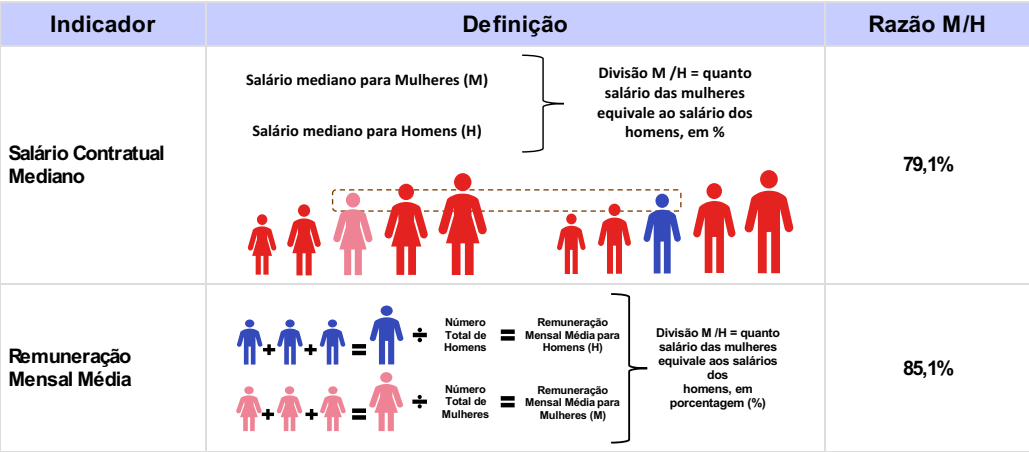 Indicador
Definição
Razão M/H
Salário Contratual
Mediano
Salário mediano para Mulheres (M)
Salário mediano para Homens (H)
Divisão M /H = quanto
salário das mulheres
equivale ao salário dos
homens, em %
79,1%
Remuneração
Mensal Média
+ + = ÷
Número
Total de
Homens
=
Remuneração
Mensal Média para
Homens (H)
+ + = ÷
Número
Total de
Mulheres
=
Remuneração
Mensal Média para
Mulheres (M)
Divisão M /H = quanto
salário das mulheres
equivale aos salários
dos
homens, em
porcentagem (%)
85,1%